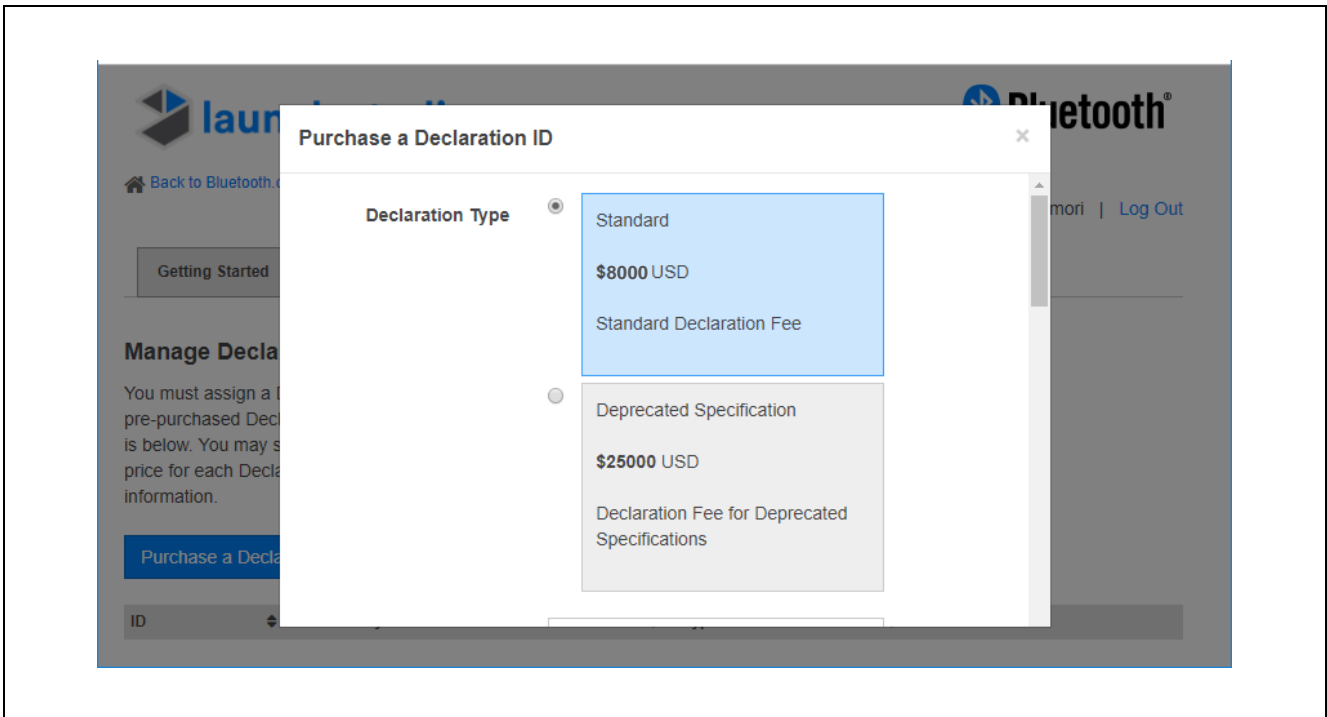 laun
Bluetooth®
Purchase a Declaration ID
×
Back to Bluetooth.c
mori | Log Out
Declaration Type
Standard
$8000 USD
Standard Declaration Fee
Getting Started
Manage Decla
You must assign a D
pre-purchased Decl
is below. You may s
price for each Decla
information.
Deprecated Specification
$25000 USD
Declaration Fee for Deprecated
Specifications
Purchase a Decla
ID